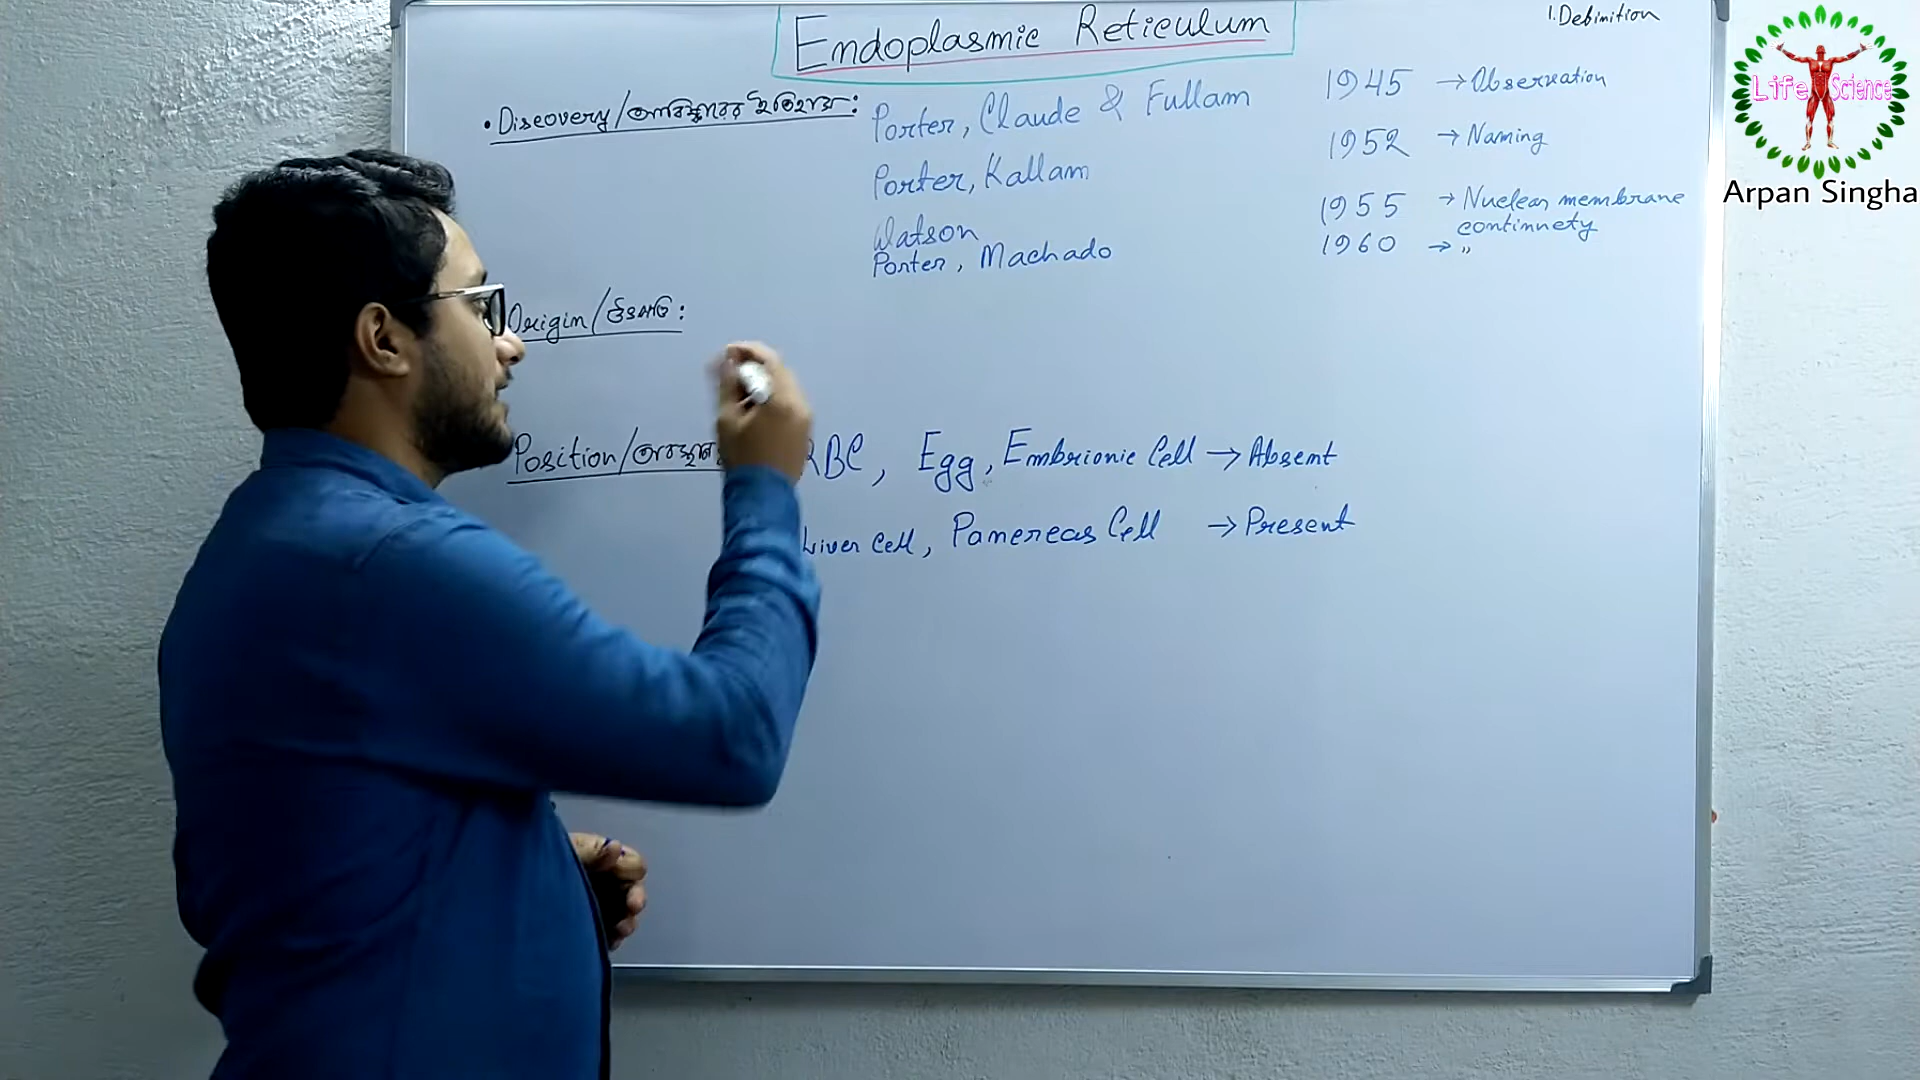 Endoplasmic Reticulum
1. Debinition
• Discovery/আবিষ্কারের ইতিহাস: Porter, Claude & Fullam 1945 → Observation
Porter, Kallam 1952 → Naming
Watson 1955 → Nuclear membrane continuety
Porter, Machado 1960 → "
Origin/উৎপত্তি:
Position/অবস্থান RBC, Egg, Embrionic Cell → Absent
Liver Cell, Pancreas Cell → Present
Life Science
Arpan Singha